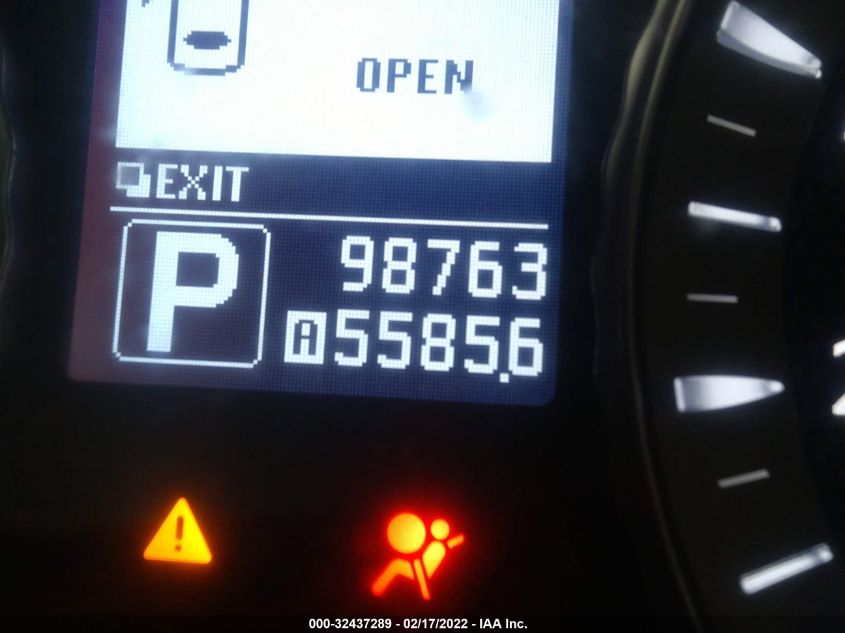 OPEN
EXIT
P
98763
A 5585.6
000-32437289 - 02/17/2022 - IAA Inc.